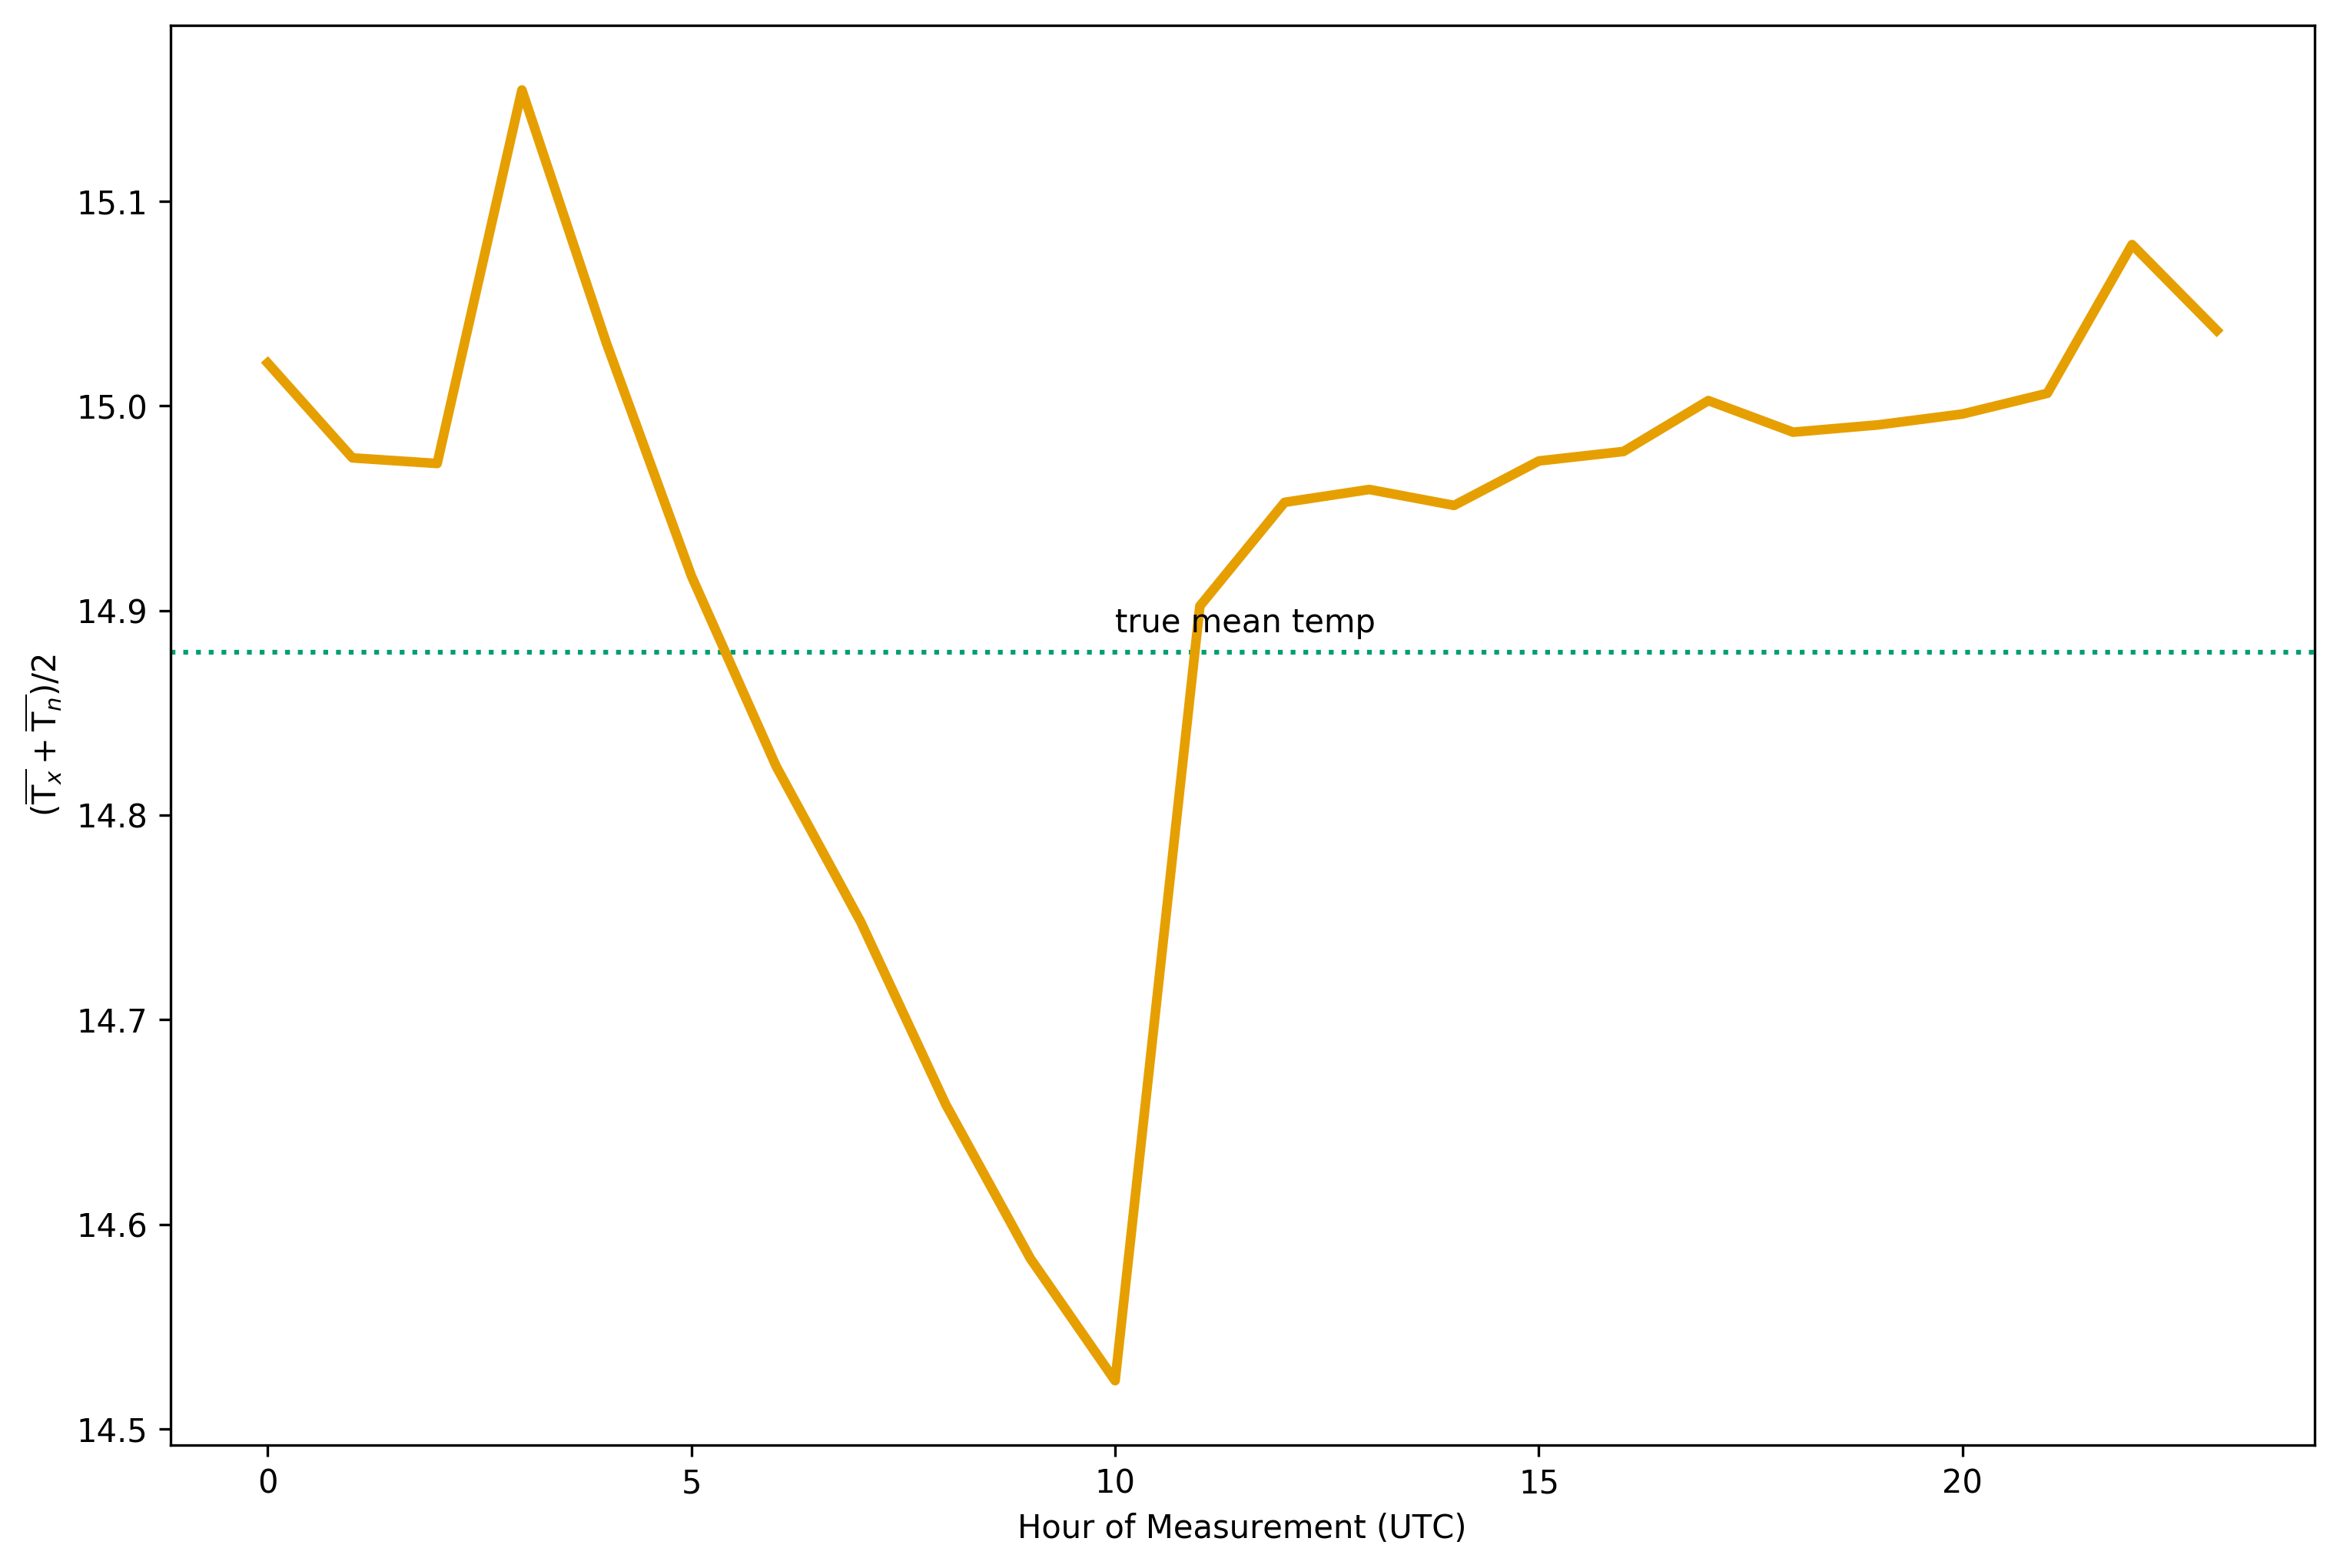 15.1
15.0
14.9
14.8
14.7
14.6
14.5
(T̅ₓ + T̅ₙ)/2
true mean temp
0 5 10 15 20
Hour of Measurement (UTC)